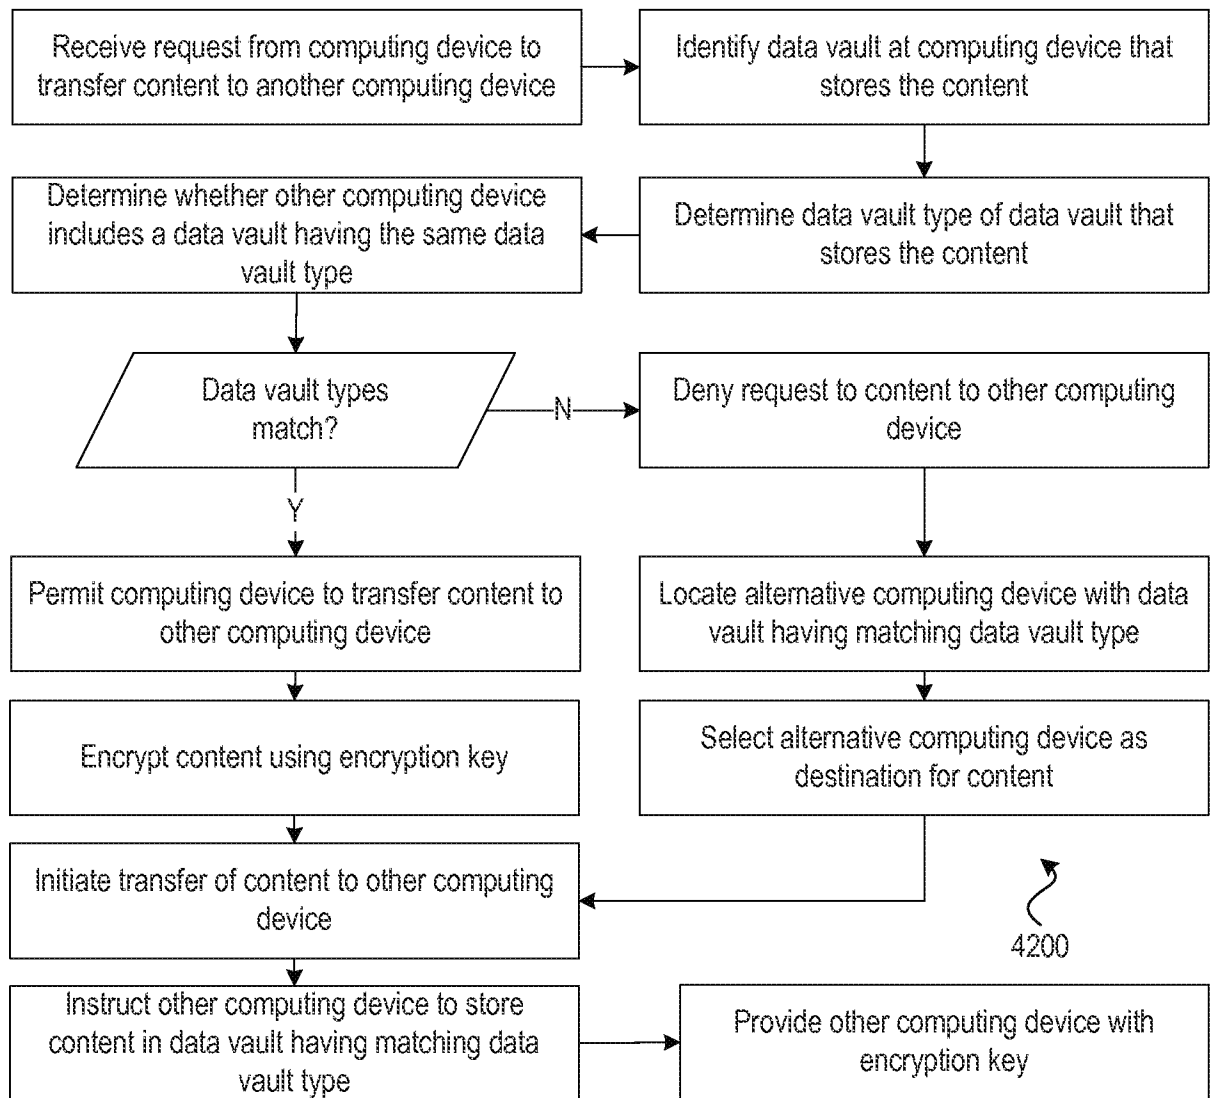 Receive request from computing device to
transfer content to another computing device
Identify data vault at computing device that
stores the content
Determine data vault type of data vault that
stores the content
Determine whether other computing device
includes a data vault having the same data
vault type
Data vault types
match?
N
Deny request to content to other computing
device
Y
Permit computing device to transfer content to
other computing device
Locate alternative computing device with data
vault having matching data vault type
Encrypt content using encryption key
Select alternative computing device as
destination for content
Initiate transfer of content to other computing
device
4200
Instruct other computing device to store
content in data vault having matching data
vault type
Provide other computing device with
encryption key